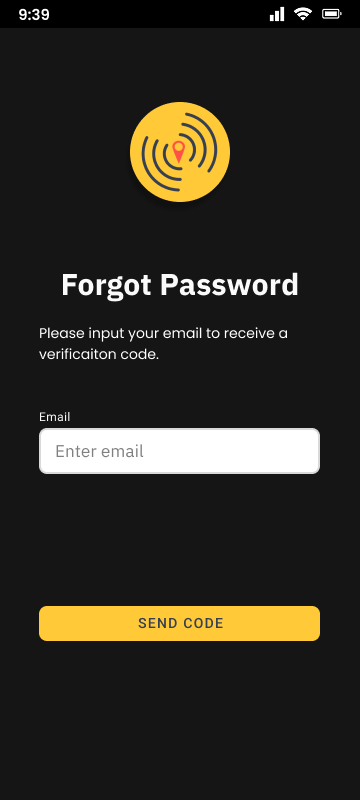 9:39
Forgot Password
Please input your email to receive a
verificaiton code.
Email
Enter email
SEND CODE